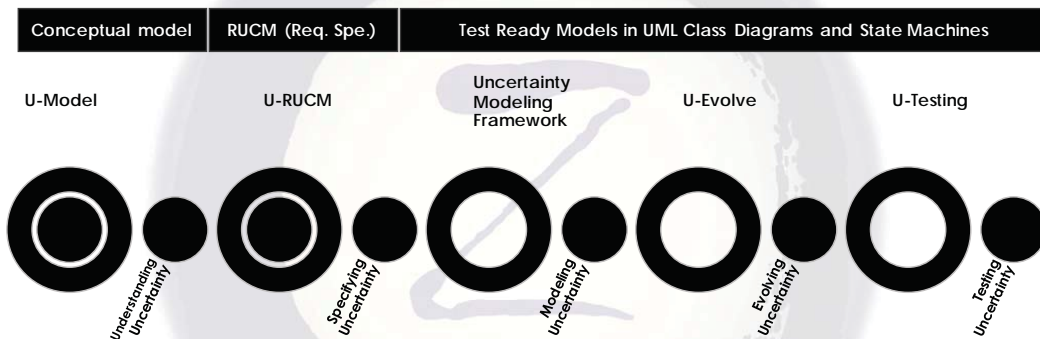 Conceptual model
RUCM (Req. Spe.)
Test Ready Models in UML Class Diagrams and State Machines
U-Model
U-RUCM
Uncertainty
Modeling
Framework
U-Evolve
U-Testing
Understanding
Uncertainty
Specifying
Uncertainty
Modeling
Uncertainty
Evolving
Uncertainty
Testing
Uncertainty